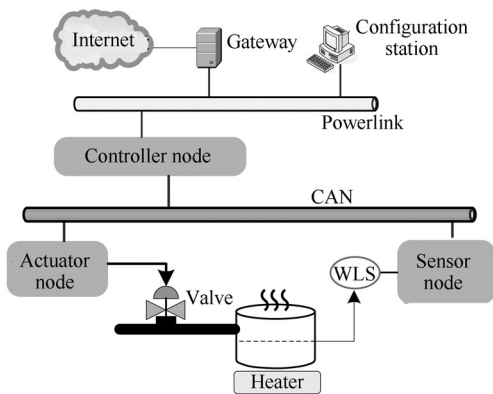 Internet
Gateway
Configuration
station
Powerlink
Controller node
CAN
Actuator
node
Valve
WLS
Sensor
node
Heater